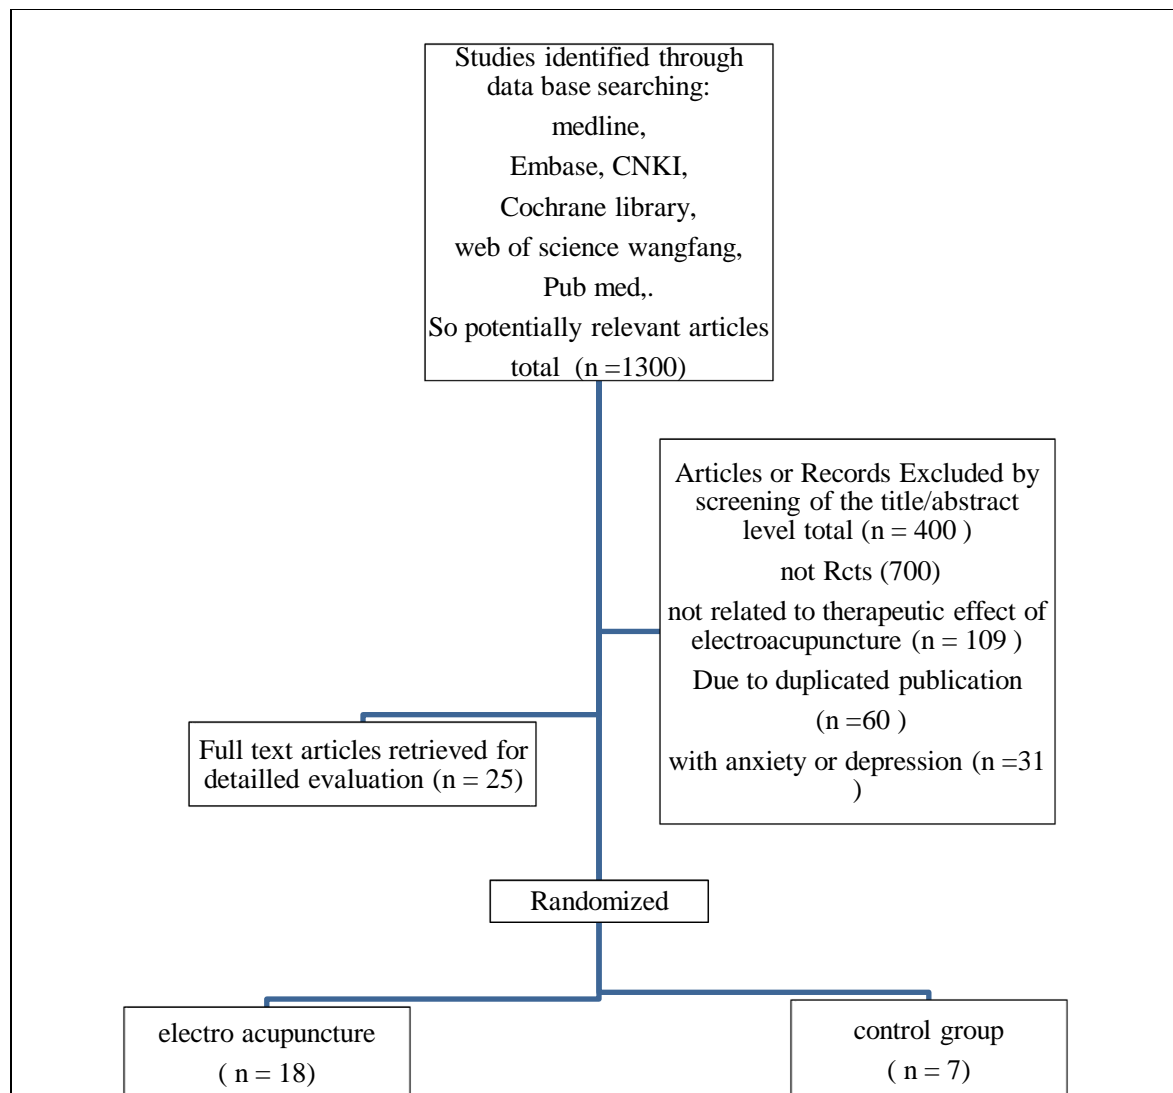 Studies identified through
data base searching:
medline,
Embase, CNKI,
Cochrane library,
web of science wangfang,
Pub med,.
So potentially relevant articles
total (n =1300)
Articles or Records Excluded by
screening of the title/abstract
level total (n = 400 )
not Rcts (700)
not related to therapeutic effect of
electroacupuncture (n = 109 )
Due to duplicated publication
(n =60 )
with anxiety or depression (n =31
)
Full text articles retrieved for
detailled evaluation (n = 25)
Randomized
electro acupuncture
( n = 18)
control group
( n = 7)